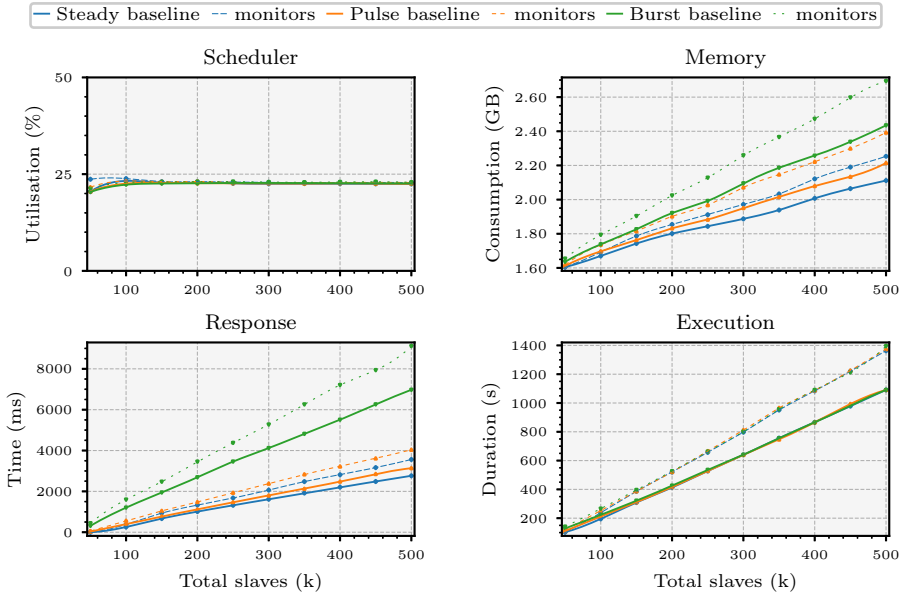 Steady baseline monitors Pulse baseline monitors Burst baseline monitors
Scheduler
Utilisation (%)
50
25
0
100 200 300 400 500
Memory
Consumption (GB)
2.60
2.40
2.20
2.00
1.80
1.60
100 200 300 400 500
Response
Time (ms)
8000
6000
4000
2000
0
100 200 300 400 500
Total slaves (k)
Execution
Duration (s)
1400
1200
1000
800
600
400
200
100 200 300 400 500
Total slaves (k)